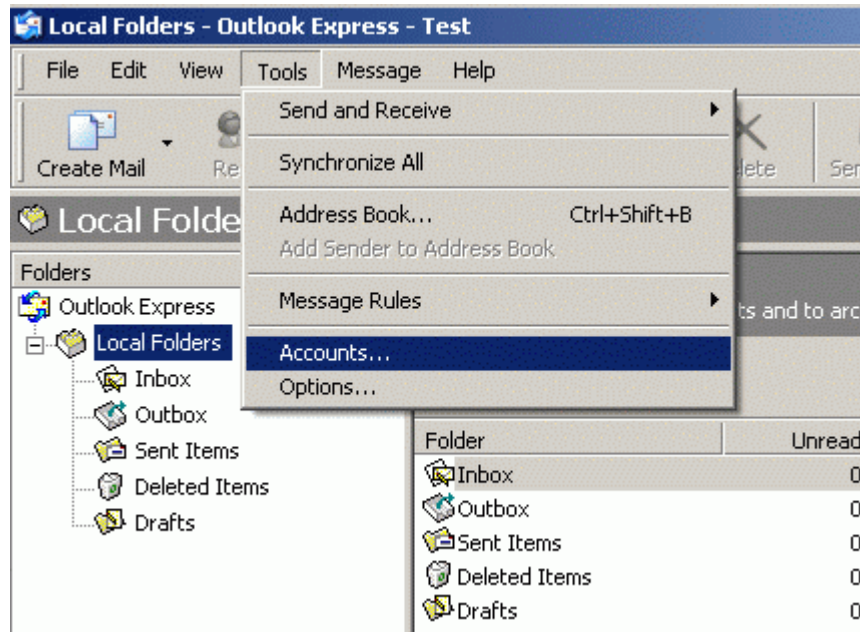 Local Folders - Outlook Express - Test
File Edit View Tools Message Help
Send and Receive
Create Mail Re lete Ser
Synchronize All
Address Book... Ctrl+Shift+B
Local Folde
Add Sender to Address Book
Folders
Outlook Express Message Rules ts and to arc
Local Folders Accounts...
Inbox Options...
Outbox
Sent Items Folder Unread
Inbox 0
Deleted Items Outbox 0
Drafts Sent Items 0
Deleted Items 0
Drafts 0